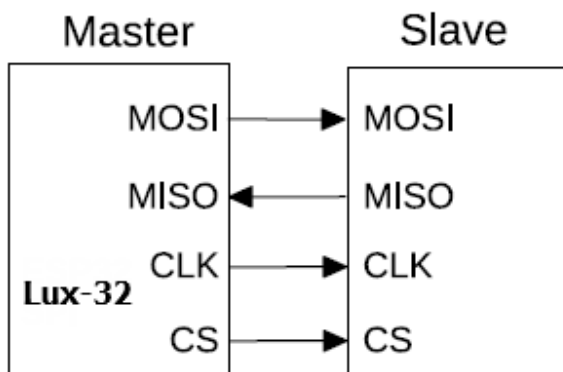 Master
Slave
MOSI
MOSI
MISO
MISO
CLK
CLK
Lux-32
CS
CS